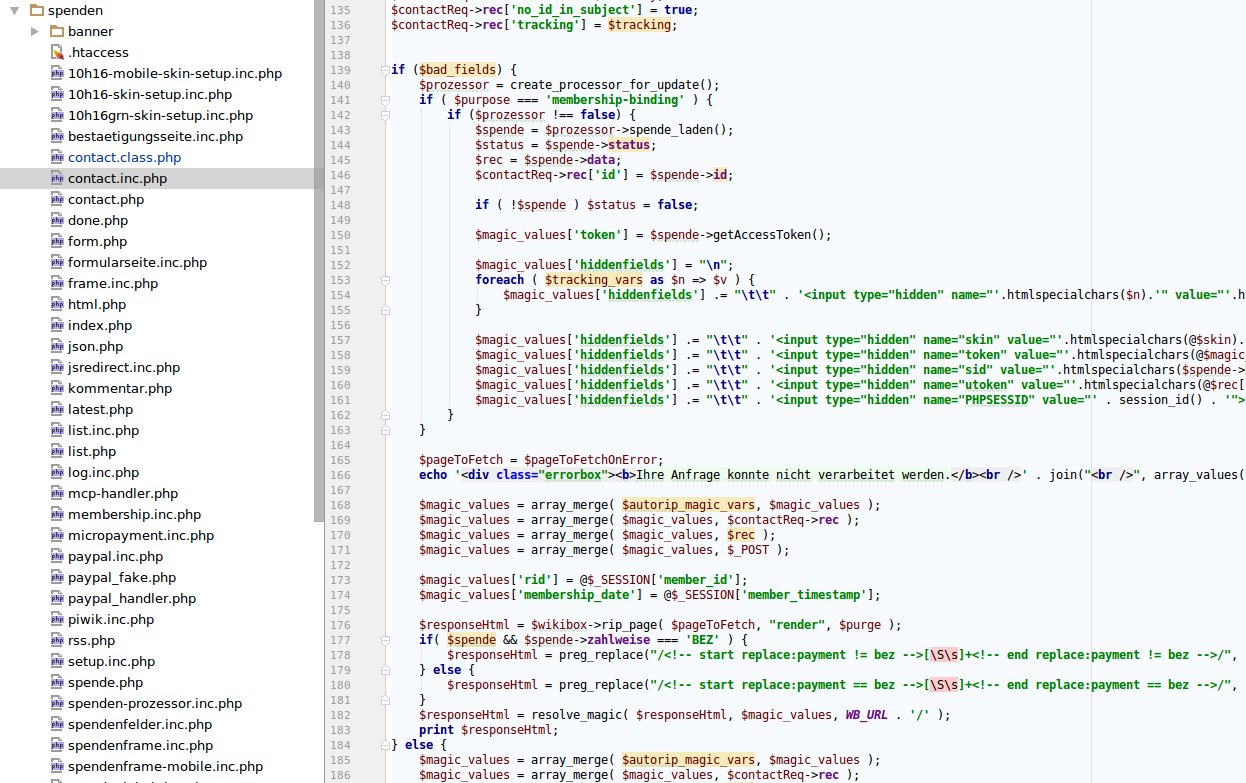 spenden
banner
.htaccess
10h16-mobile-skin-setup.inc.php
10h16-skin-setup.inc.php
10h16grn-skin-setup.inc.php
bestaetigungsseite.inc.php
contact.class.php
contact.inc.php
contact.php
done.php
form.php
formularseite.inc.php
frame.inc.php
html.php
index.php
json.php
jsredirect.inc.php
kommentar.php
latest.php
list.inc.php
list.php
log.inc.php
mcp-handler.php
membership.inc.php
micropayment.inc.php
paypal.inc.php
paypal_fake.php
paypal_handler.php
piwik.inc.php
rss.php
setup.inc.php
spende.php
spenden-prozessor.inc.php
spendenfelder.inc.php
spendenframe.inc.php
spendenframe-mobile.inc.php
135 $contactReq->rec['no_id_in_subject'] = true;
136 $contactReq->rec['tracking'] = $tracking;
137
138
139 if ($bad_fields) {
140 $prozessor = create_processor_for_update();
141 if ( $purpose === 'membership-binding' ) {
142 if ($prozessor !== false) {
143 $spende = $prozessor->spende_laden();
144 $status = $spende->status;
145 $rec = $spende->data;
146 $contactReq->rec['id'] = $spende->id;
147
148 if ( !$spende ) $status = false;
149
150 $magic_values['token'] = $spende->getAccessToken();
151
152 $magic_values['hiddenfields'] = "\n";
153 foreach ( $tracking_vars as $n => $v ) {
154 $magic_values['hiddenfields'] .= "\t\t" . '<input type="hidden" name="'.htmlspecialchars($n).'" value="'.h
155 }
156
157 $magic_values['hiddenfields'] .= "\t\t" . '<input type="hidden" name="skin" value="'.htmlspecialchars(@$skin).
158 $magic_values['hiddenfields'] .= "\t\t" . '<input type="hidden" name="token" value="'.htmlspecialchars(@$magic
159 $magic_values['hiddenfields'] .= "\t\t" . '<input type="hidden" name="sid" value="'.htmlspecialchars($spende->
160 $magic_values['hiddenfields'] .= "\t\t" . '<input type="hidden" name="utoken" value="'.htmlspecialchars(@$rec[
161 $magic_values['hiddenfields'] .= "\t\t" . '<input type="hidden" name="PHPSESSID" value="' . session_id() . '">
162 }
163 }
164
165 $pageToFetch = $pageToFetchOnError;
166 echo '<div class="errorbox"><b>Ihre Anfrage konnte nicht verarbeitet werden.</b><br />' . join("<br />", array_values(
167
168 $magic_values = array_merge( $autorip_magic_vars, $magic_values );
169 $magic_values = array_merge( $magic_values, $contactReq->rec );
170 $magic_values = array_merge( $magic_values, $rec );
171 $magic_values = array_merge( $magic_values, $_POST );
172
173 $magic_values['rid'] = @$_SESSION['member_id'];
174 $magic_values['membership_date'] = @$_SESSION['member_timestamp'];
175
176 $responseHtml = $wikibox->rip_page( $pageToFetch, "render", $purge );
177 if( $spende && $spende->zahlweise === 'BEZ' ) {
178 $responseHtml = preg_replace("/<!-- start replace:payment != bez -->[\S\s]+<!-- end replace:payment != bez -->/",
179 } else {
180 $responseHtml = preg_replace("/<!-- start replace:payment == bez -->[\S\s]+<!-- end replace:payment == bez -->/",
181 }
182 $responseHtml = resolve_magic( $responseHtml, $magic_values, WB_URL . '/' );
183 print $responseHtml;
184 } else {
185 $magic_values = array_merge( $autorip_magic_vars, $magic_values );
186 $magic_values = array_merge( $magic_values, $contactReq->rec );